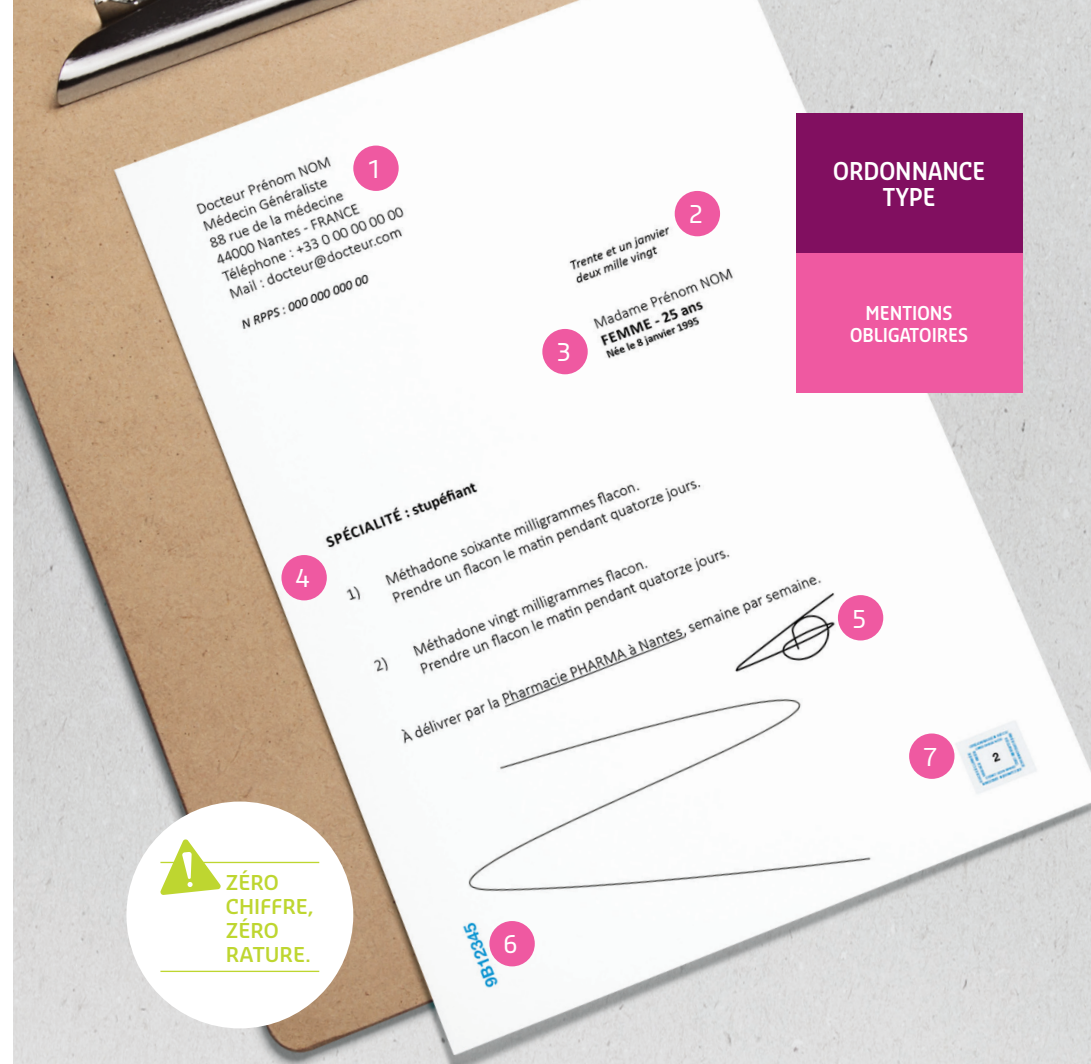 Docteur Prénom NOM
Médecin Généraliste
88 rue de la médecine
44000 Nantes - FRANCE
Téléphone : +33 0 00 00 00 00
Mail : docteur@docteur.com
N RPPS : 000 000 000 00
1
ORDONNANCE
TYPE
MENTIONS
OBLIGATOIRES
2
Trente et un janvier
deux mille vingt
3
Madame Prénom NOM
FEMME - 25 ans
Née le 8 janvier 1995
SPÉCIALITÉ : stupéfiant
4
1) Méthadone soixante milligrammes flacon.
Prendre un flacon le matin pendant quatorze jours.
2) Méthadone vingt milligrammes flacon.
Prendre un flacon le matin pendant quatorze jours.
À délivrer par la Pharmacie PHARMA à Nantes, semaine par semaine.
5
7
2
ZÉRO
CHIFFRE,
ZÉRO
RATURE.
9B12345
6